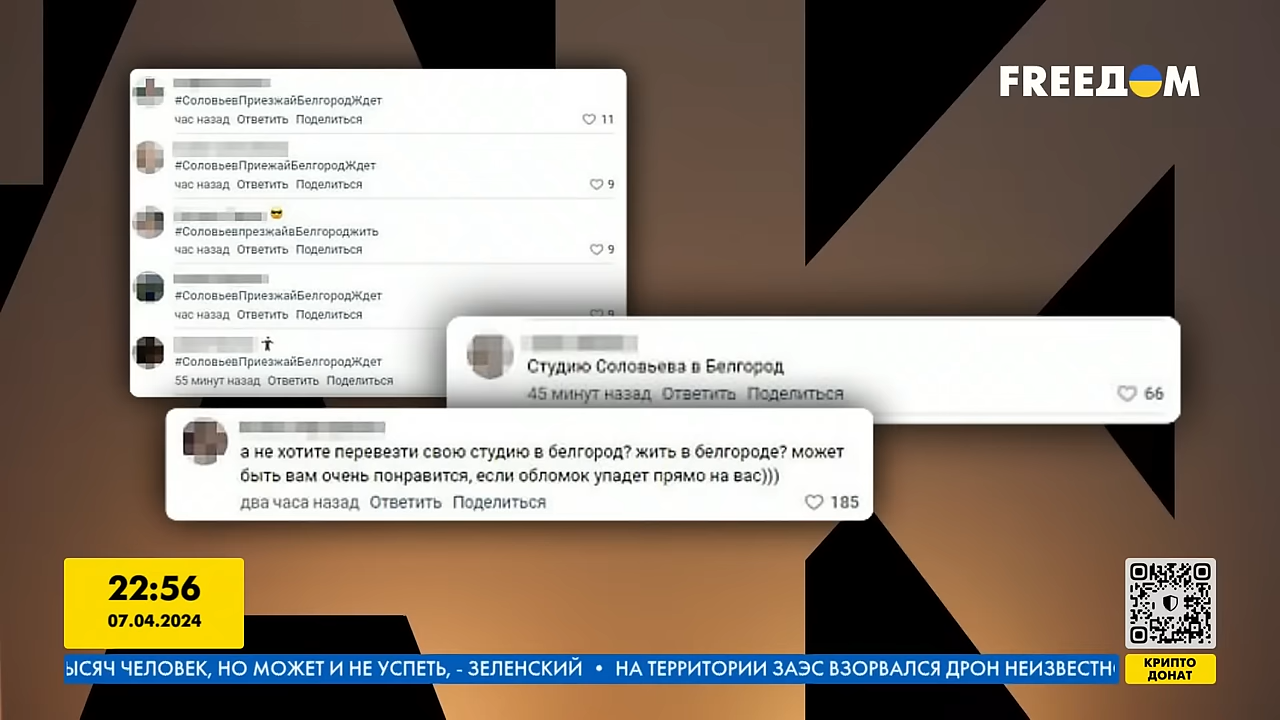 FREEДOM
#СоловьевПриезжайБелгородЖдет
час назад Ответить Поделиться
11
#СоловьевПриежайБелгородЖдет
час назад Ответить Поделиться
9
#СоловьевпрезжайвБелгороджить
час назад Ответить Поделиться
9
#СоловьевПриезжайБелгородЖдет
час назад Ответить Поделиться
9
#СоловьевПриезжайБелгородЖдет
55 минут назад Ответить Поделиться
Студию Соловьева в Белгород
45 минут назад Ответить Поделиться
66
а не хотите перевезти свою студию в белгород? жить в белгороде? может
быть вам очень понравится, если обломок упадет прямо на вас)))
два часа назад Ответить Поделиться
185
22:56
07.04.2024
ЫСЯЧ ЧЕЛОВЕК, НО МОЖЕТ И НЕ УСПЕТЬ, - ЗЕЛЕНСКИЙ • НА ТЕРРИТОРИИ ЗАЭС ВЗОРВАЛСЯ ДРОН НЕИЗВЕСТН
КРИПТО
ДОНАТ